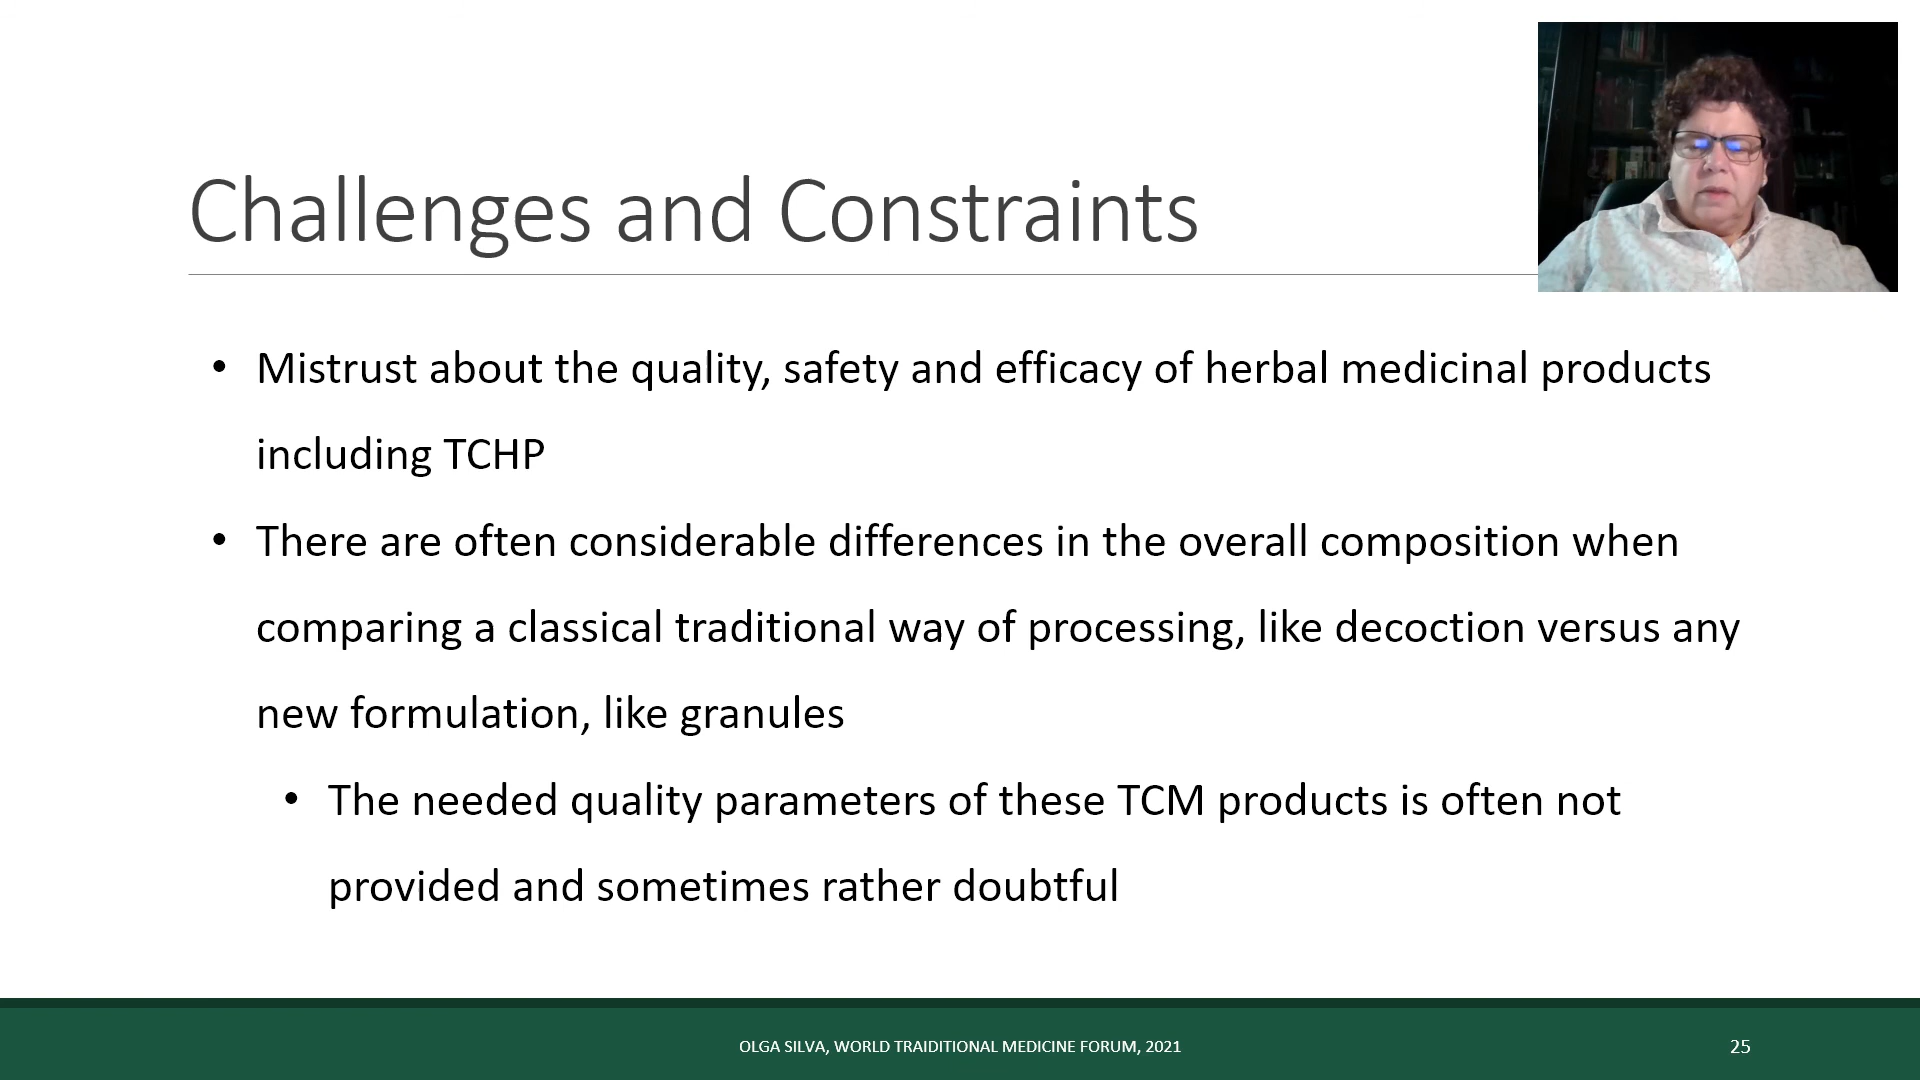 Challenges and Constraints
• Mistrust about the quality, safety and efficacy of herbal medicinal products
including TCHP
• There are often considerable differences in the overall composition when
comparing a classical traditional way of processing, like decoction versus any
new formulation, like granules
• The needed quality parameters of these TCM products is often not
provided and sometimes rather doubtful
OLGA SILVA, WORLD TRAIDITIONAL MEDICINE FORUM, 2021
25